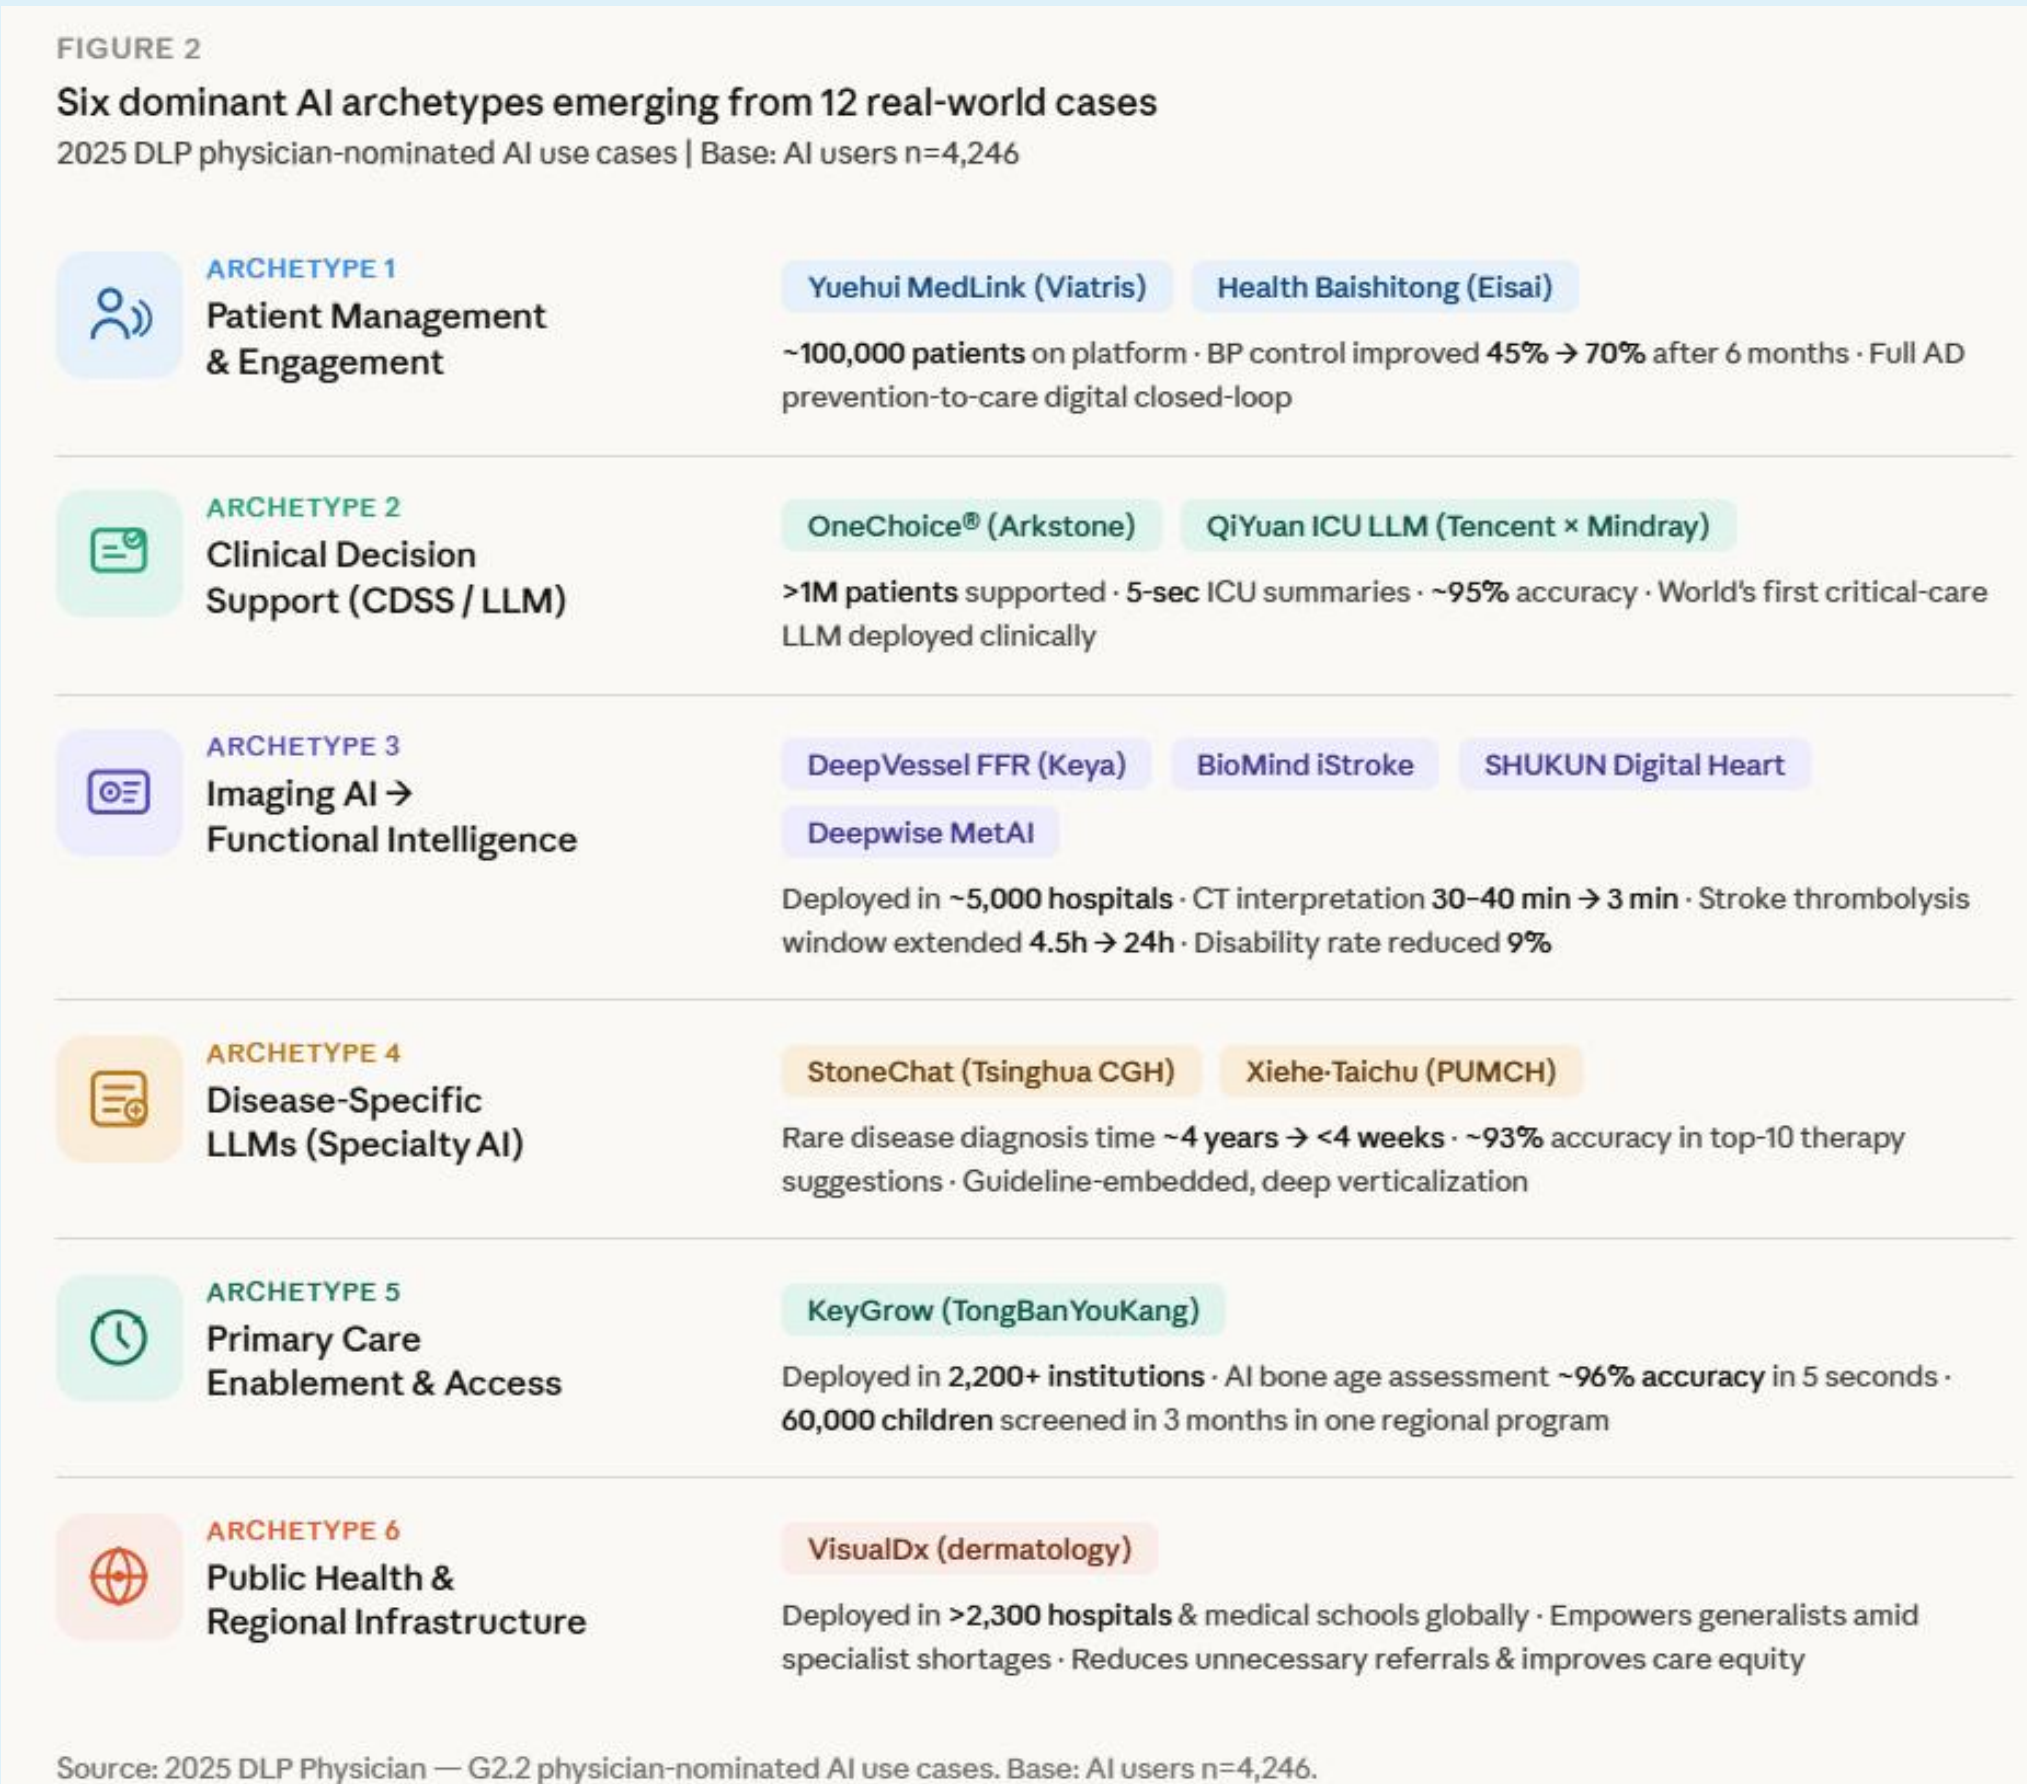 FIGURE 2
Six dominant AI archetypes emerging from 12 real-world cases
2025 DLP physician-nominated AI use cases | Base: AI users n=4,246
ARCHETYPE 1
Patient Management
& Engagement
Yuehui MedLink (Viatris)
Health Baishitong (Eisai)
~100,000 patients on platform · BP control improved 45% → 70% after 6 months · Full AD
prevention-to-care digital closed-loop
ARCHETYPE 2
Clinical Decision
Support (CDSS / LLM)
OneChoice® (Arkstone)
QiYuan ICU LLM (Tencent × Mindray)
>1M patients supported · 5-sec ICU summaries · ~95% accuracy · World's first critical-care
LLM deployed clinically
ARCHETYPE 3
Imaging AI →
Functional Intelligence
DeepVessel FFR (Keya)
BioMind iStroke
SHUKUN Digital Heart
Deepwise MetAI
Deployed in ~5,000 hospitals · CT interpretation 30–40 min → 3 min · Stroke thrombolysis
window extended 4.5h → 24h · Disability rate reduced 9%
ARCHETYPE 4
Disease-Specific
LLMs (Specialty AI)
StoneChat (Tsinghua CGH)
Xiehe·Taichu (PUMCH)
Rare disease diagnosis time ~4 years → <4 weeks · ~93% accuracy in top-10 therapy
suggestions · Guideline-embedded, deep verticalization
ARCHETYPE 5
Primary Care
Enablement & Access
KeyGrow (TongBanYouKang)
Deployed in 2,200+ institutions · AI bone age assessment ~96% accuracy in 5 seconds ·
60,000 children screened in 3 months in one regional program
ARCHETYPE 6
Public Health &
Regional Infrastructure
VisualDx (dermatology)
Deployed in >2,300 hospitals & medical schools globally · Empowers generalists amid
specialist shortages · Reduces unnecessary referrals & improves care equity
Source: 2025 DLP Physician — G2.2 physician-nominated AI use cases. Base: AI users n=4,246.